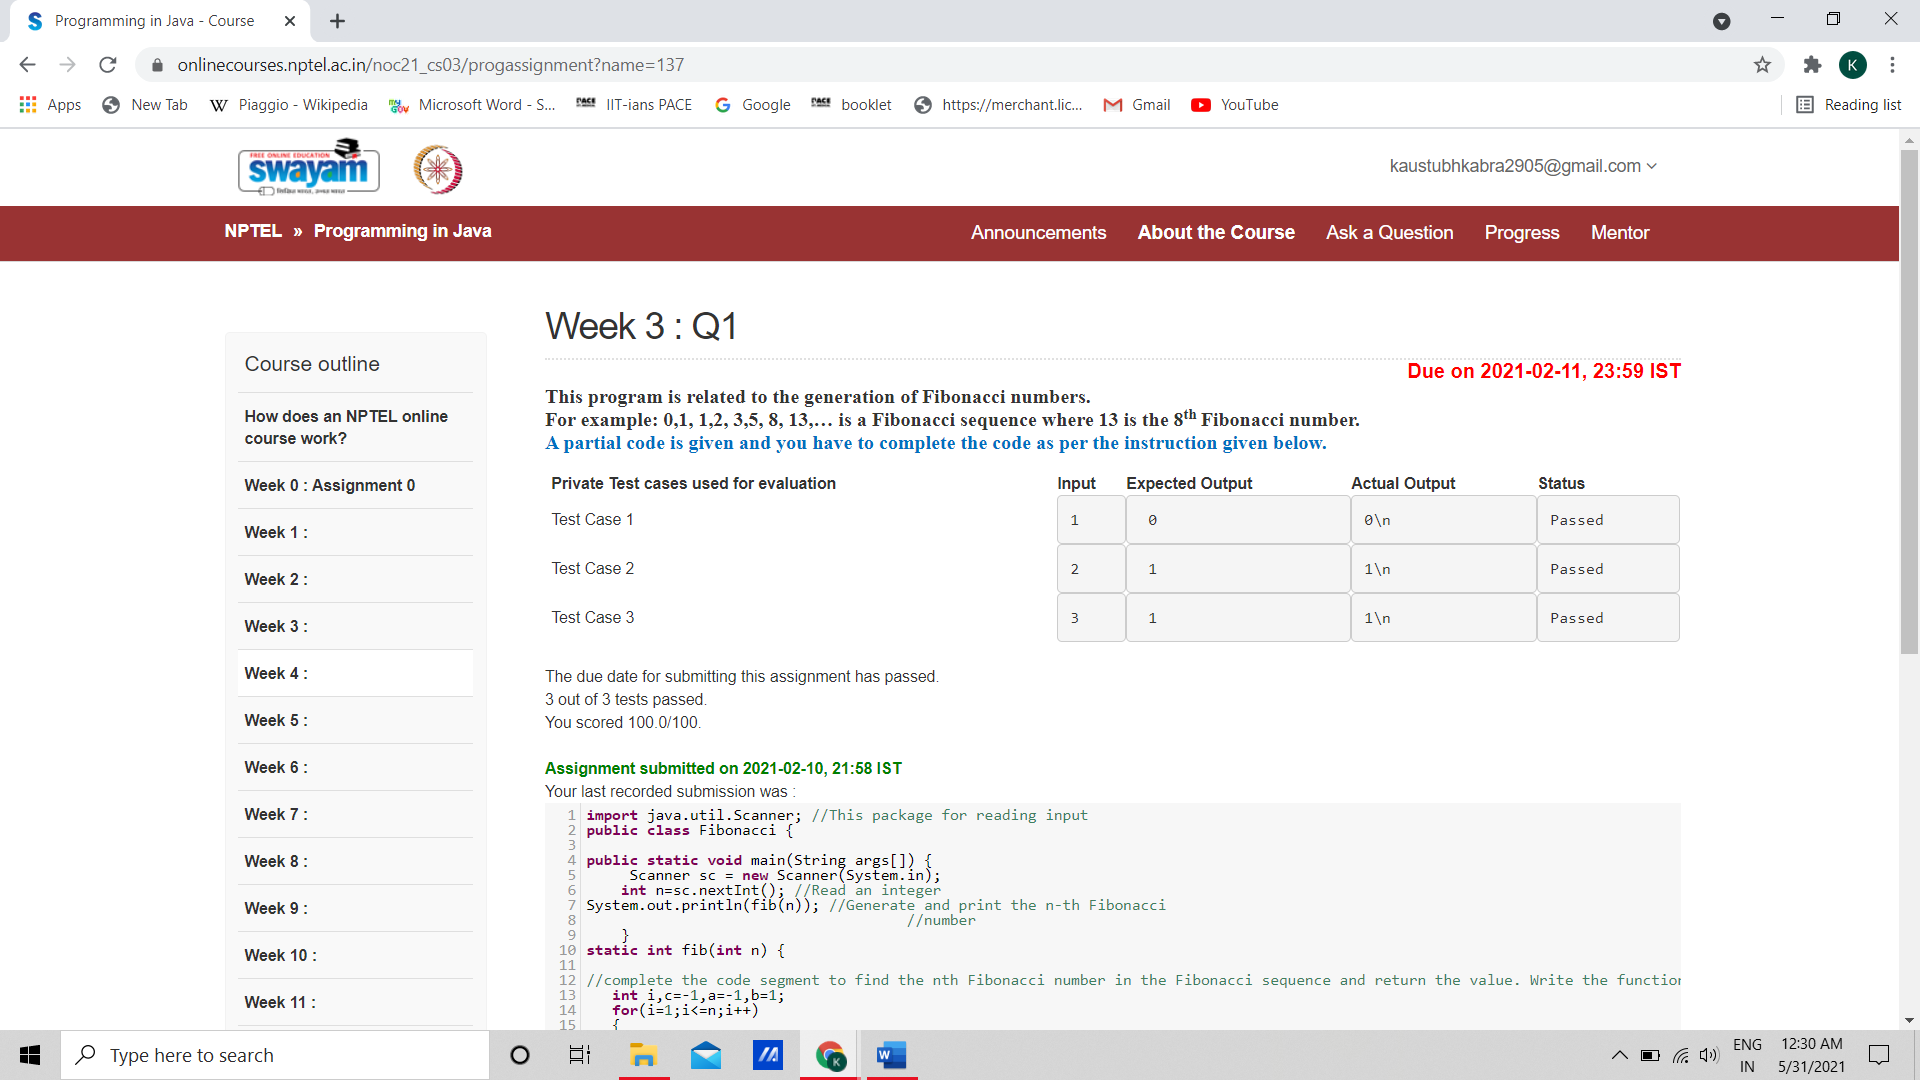 Programming in Java - Course
onlinecourses.nptel.ac.in/noc21_cs03/progassignment?name=137
K
Apps New Tab Piaggio - Wikipedia Microsoft Word - S... IIT-ians PACE Google booklet https://merchant.lic... Gmail YouTube Reading list
FREE ONLINE EDUCATION
swayam
kaustubhkabra2905@gmail.com
NPTEL » Programming in Java
Announcements About the Course Ask a Question Progress Mentor
Course outline
How does an NPTEL online
course work?
Week 0 : Assignment 0
Week 1 :
Week 2 :
Week 3 :
Week 4 :
Week 5 :
Week 6 :
Week 7 :
Week 8 :
Week 9 :
Week 10 :
Week 11 :
Week 3 : Q1
Due on 2021-02-11, 23:59 IST
This program is related to the generation of Fibonacci numbers.
For example: 0,1, 1,2, 3,5, 8, 13,… is a Fibonacci sequence where 13 is the 8th Fibonacci number.
A partial code is given and you have to complete the code as per the instruction given below.
Private Test cases used for evaluation Input Expected Output Actual Output Status
Test Case 1 1 0 0\n Passed
Test Case 2 2 1 1\n Passed
Test Case 3 3 1 1\n Passed
The due date for submitting this assignment has passed.
3 out of 3 tests passed.
You scored 100.0/100.
Assignment submitted on 2021-02-10, 21:58 IST
Your last recorded submission was :
1 import java.util.Scanner; //This package for reading input
2 public class Fibonacci {
3
4 public static void main(String args[]) {
5 Scanner sc = new Scanner(System.in);
6 int n=sc.nextInt(); //Read an integer
7 System.out.println(fib(n)); //Generate and print the n-th Fibonacci
8 //number
9 }
10 static int fib(int n) {
11
12 //complete the code segment to find the nth Fibonacci number in the Fibonacci sequence and return the value. Write the function
13 int i,c=-1,a=-1,b=1;
14 for(i=1;i<=n;i++)
15 {
Type here to search
ENG
IN
12:30 AM
5/31/2021